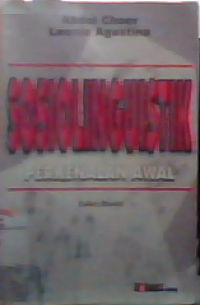 Abdul Chaer
Leonie Agustina
SOSIOLINGUISTIK
PERKENALAN AWAL